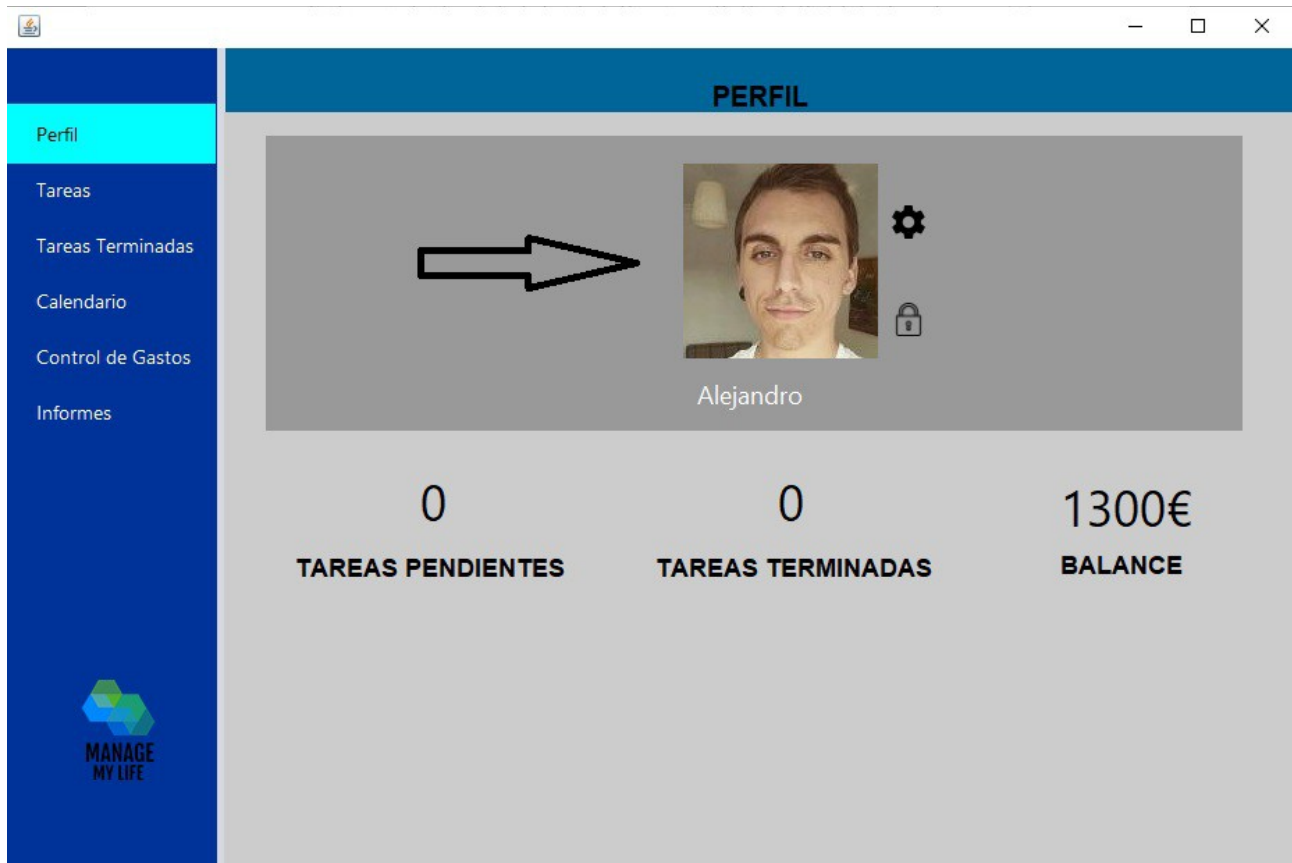 PERFIL
Perfil
Tareas
Tareas Terminadas
Calendario
Control de Gastos
Informes
Alejandro
0
TAREAS PENDIENTES
0
TAREAS TERMINADAS
1300€
BALANCE
MANAGE
MY LIFE